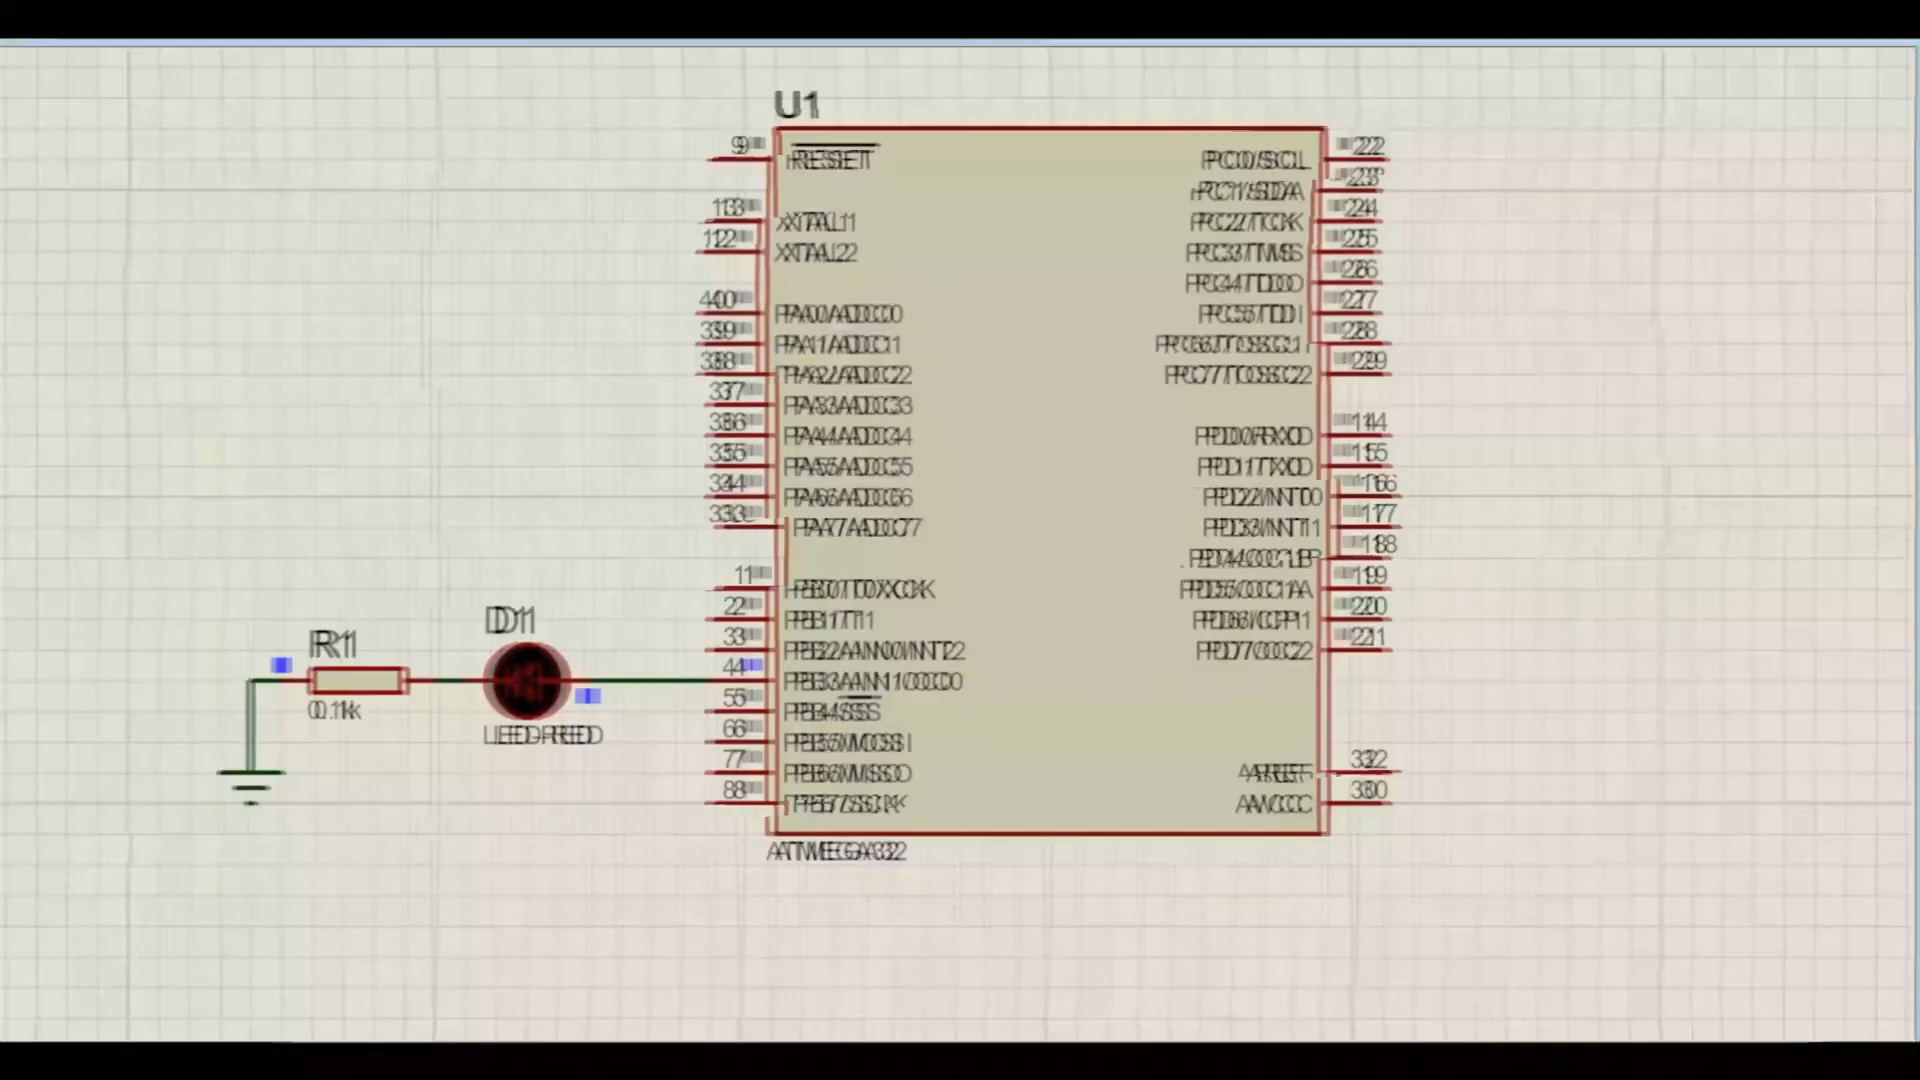 U1
9 RESET PC0/SCL 22
PC1/SDA 23
13 XTAL1 PC2/TCK 24
12 XTAL2 PC3/TMS 25
PC4/TDO 26
40 PA0/ADC0 PC5/TDI 27
39 PA1/ADC1 PC6/TOSC1 28
38 PA2/ADC2 PC7/TOSC2 29
37 PA3/ADC3
36 PA4/ADC4 PD0/RXD 14
35 PA5/ADC5 PD1/TXD 15
34 PA6/ADC6 PD2/INT0 16
33 PA7/ADC7 PD3/INT1 17
PD4/OC1B 18
1 PB0/T0/XCK PD5/OC1A 19
2 PB1/T1 PD6/ICP1 20
3 PB2/AIN0/INT2 PD7/OC2 21
4 PB3/AIN1/OC0
5 PB4/SS
6 PB5/MOSI
7 PB6/MISO AREF 32
8 PB7/SCK AVCC 30
ATMEGA32
R1
0.1k
D1
LED-RED